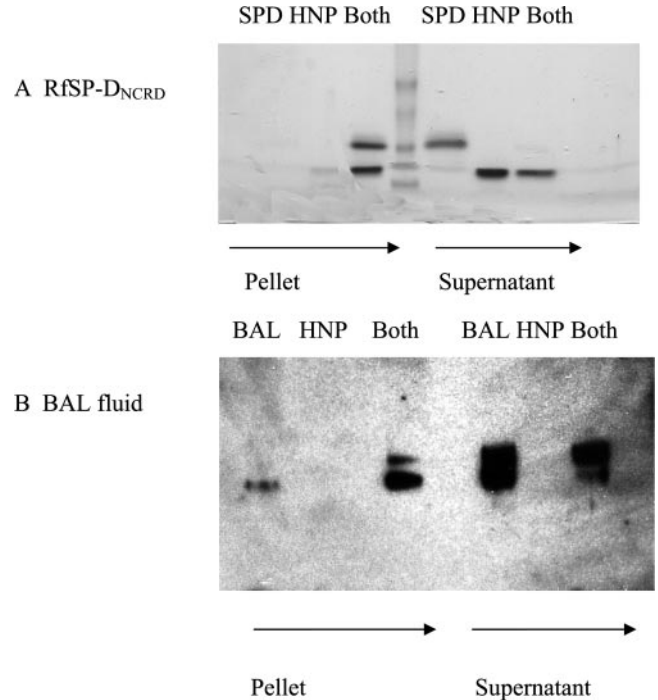 SPD HNP Both SPD HNP Both
A RfSP-DNCRD
Pellet Supernatant
BAL HNP Both BAL HNP Both
B BAL fluid
Pellet Supernatant